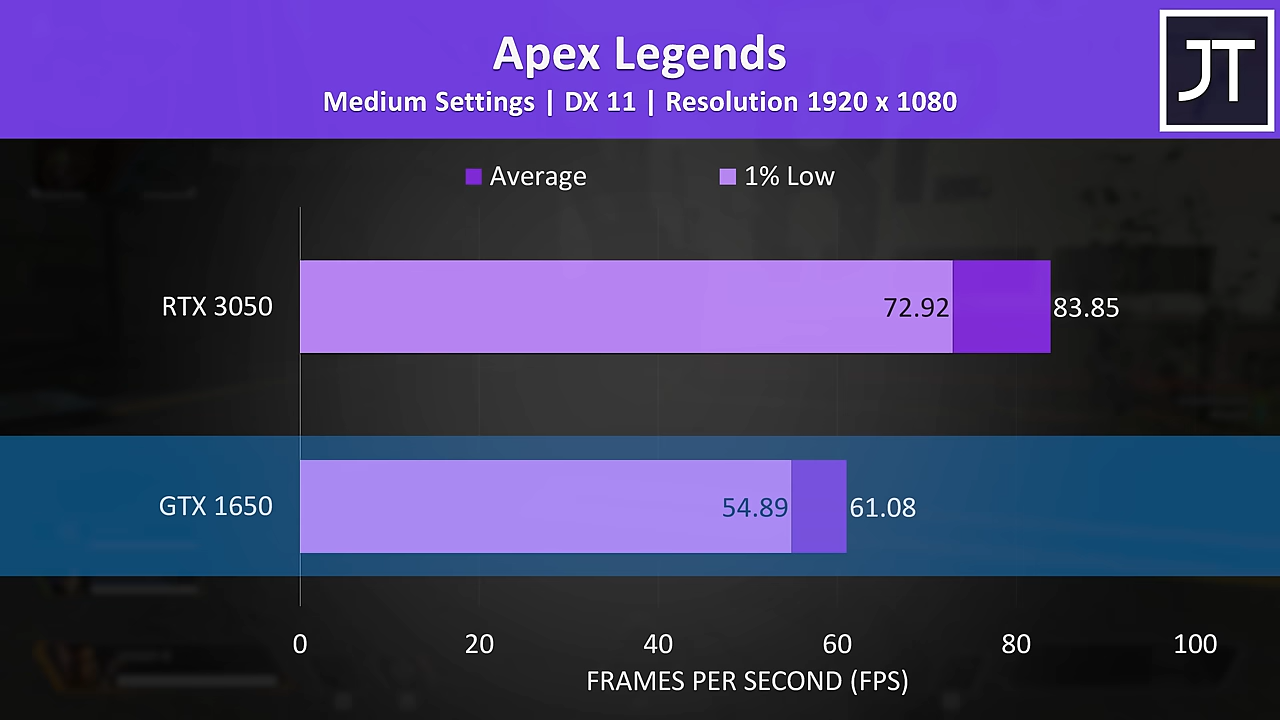 Apex Legends
Medium Settings | DX 11 | Resolution 1920 x 1080
JT
Average 1% Low
RTX 3050 72.92 83.85
GTX 1650 54.89 61.08
0 20 40 60 80 100
FRAMES PER SECOND (FPS)